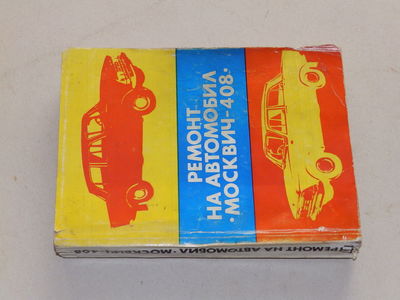 РЕМОНТ
НА АВТОМОБИЛ
·МОСКВИЧ-408·
РЕМОНТ НА АВТОМОБИЛ · МОСКВИЧ-408